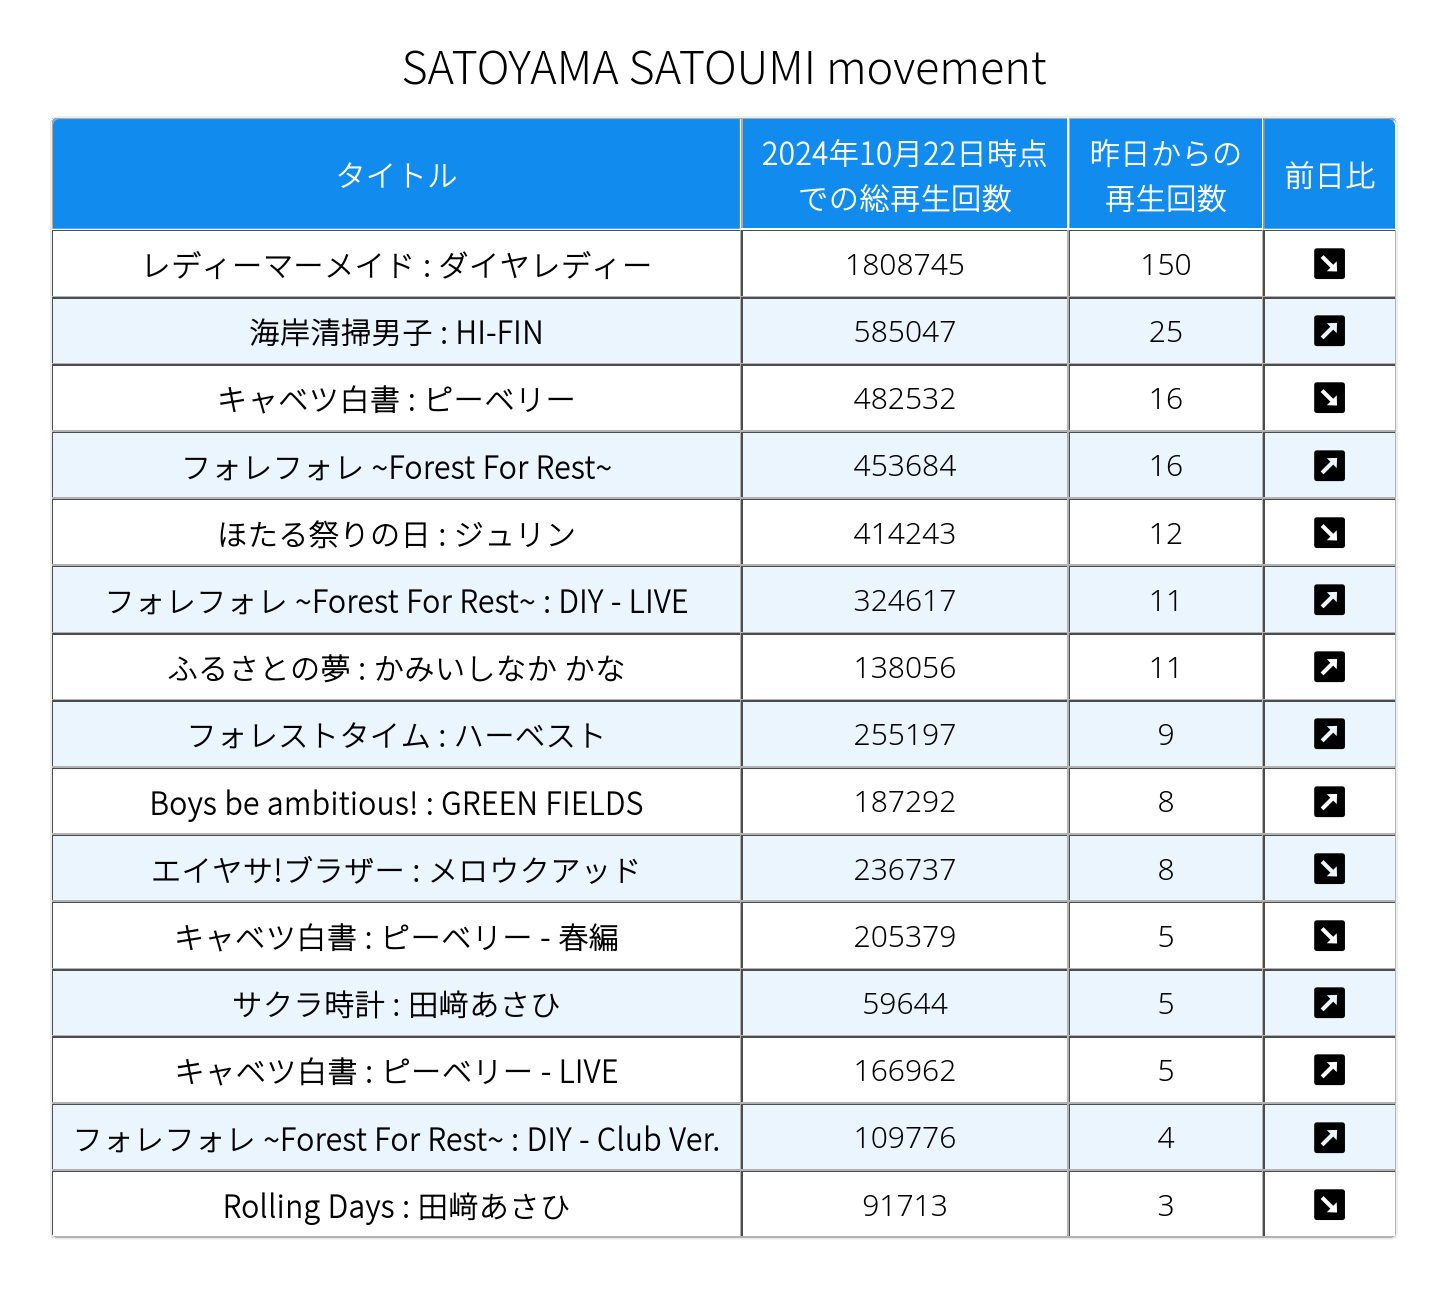 SATOYAMA SATOUMI movement
タイトル
2024年10月22日時点
での総再生回数
昨日からの
再生回数
前日比
レディーマーメイド : ダイヤレディー 1808745 150 ↘
海岸清掃男子 : HI-FIN 585047 25 ↗
キャベツ白書 : ピーベリー 482532 16 ↘
フォレフォレ ~Forest For Rest~ 453684 16 ↗
ほたる祭りの日 : ジュリン 414243 12 ↘
フォレフォレ ~Forest For Rest~ : DIY - LIVE 324617 11 ↗
ふるさとの夢 : かみいしなか かな 138056 11 ↗
フォレストタイム : ハーベスト 255197 9 ↗
Boys be ambitious! : GREEN FIELDS 187292 8 ↗
エイヤサ!ブラザー : メロウクアッド 236737 8 ↘
キャベツ白書 : ピーベリー - 春編 205379 5 ↘
サクラ時計 : 田﨑あさひ 59644 5 ↗
キャベツ白書 : ピーベリー - LIVE 166962 5 ↗
フォレフォレ ~Forest For Rest~ : DIY - Club Ver. 109776 4 ↗
Rolling Days : 田﨑あさひ 91713 3 ↘